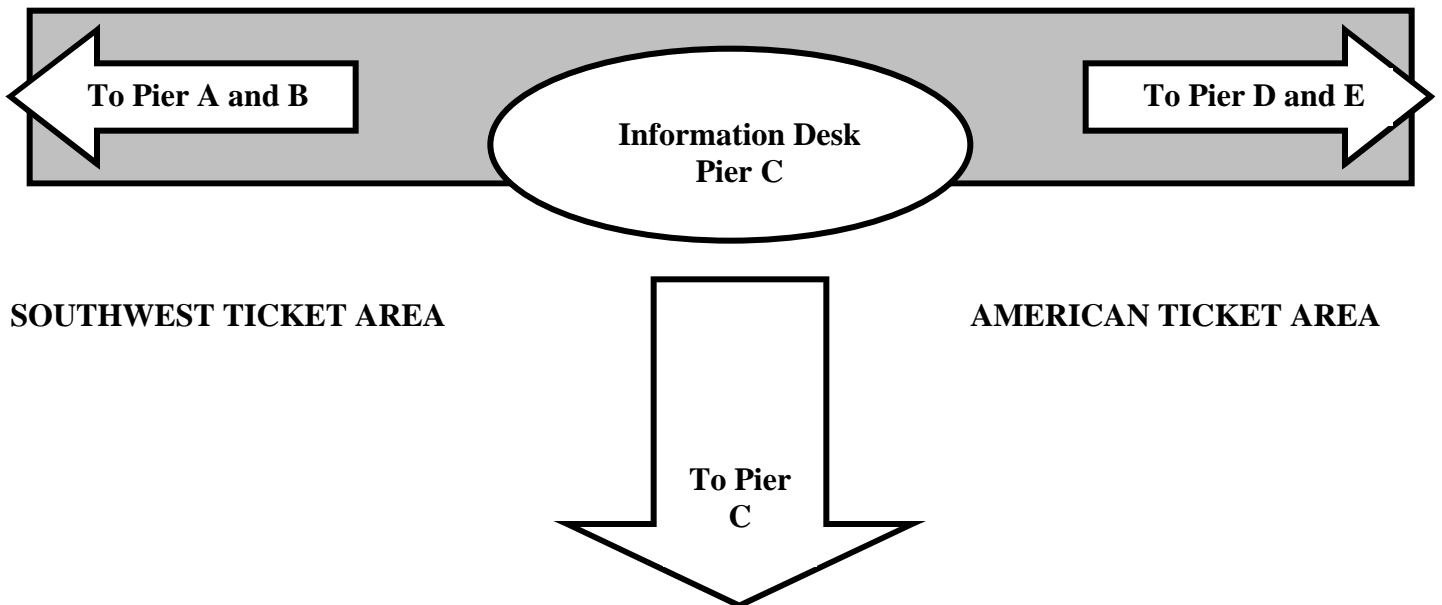 To Pier A and B
To Pier D and E
Information Desk
Pier C
SOUTHWEST TICKET AREA
AMERICAN TICKET AREA
To Pier
C